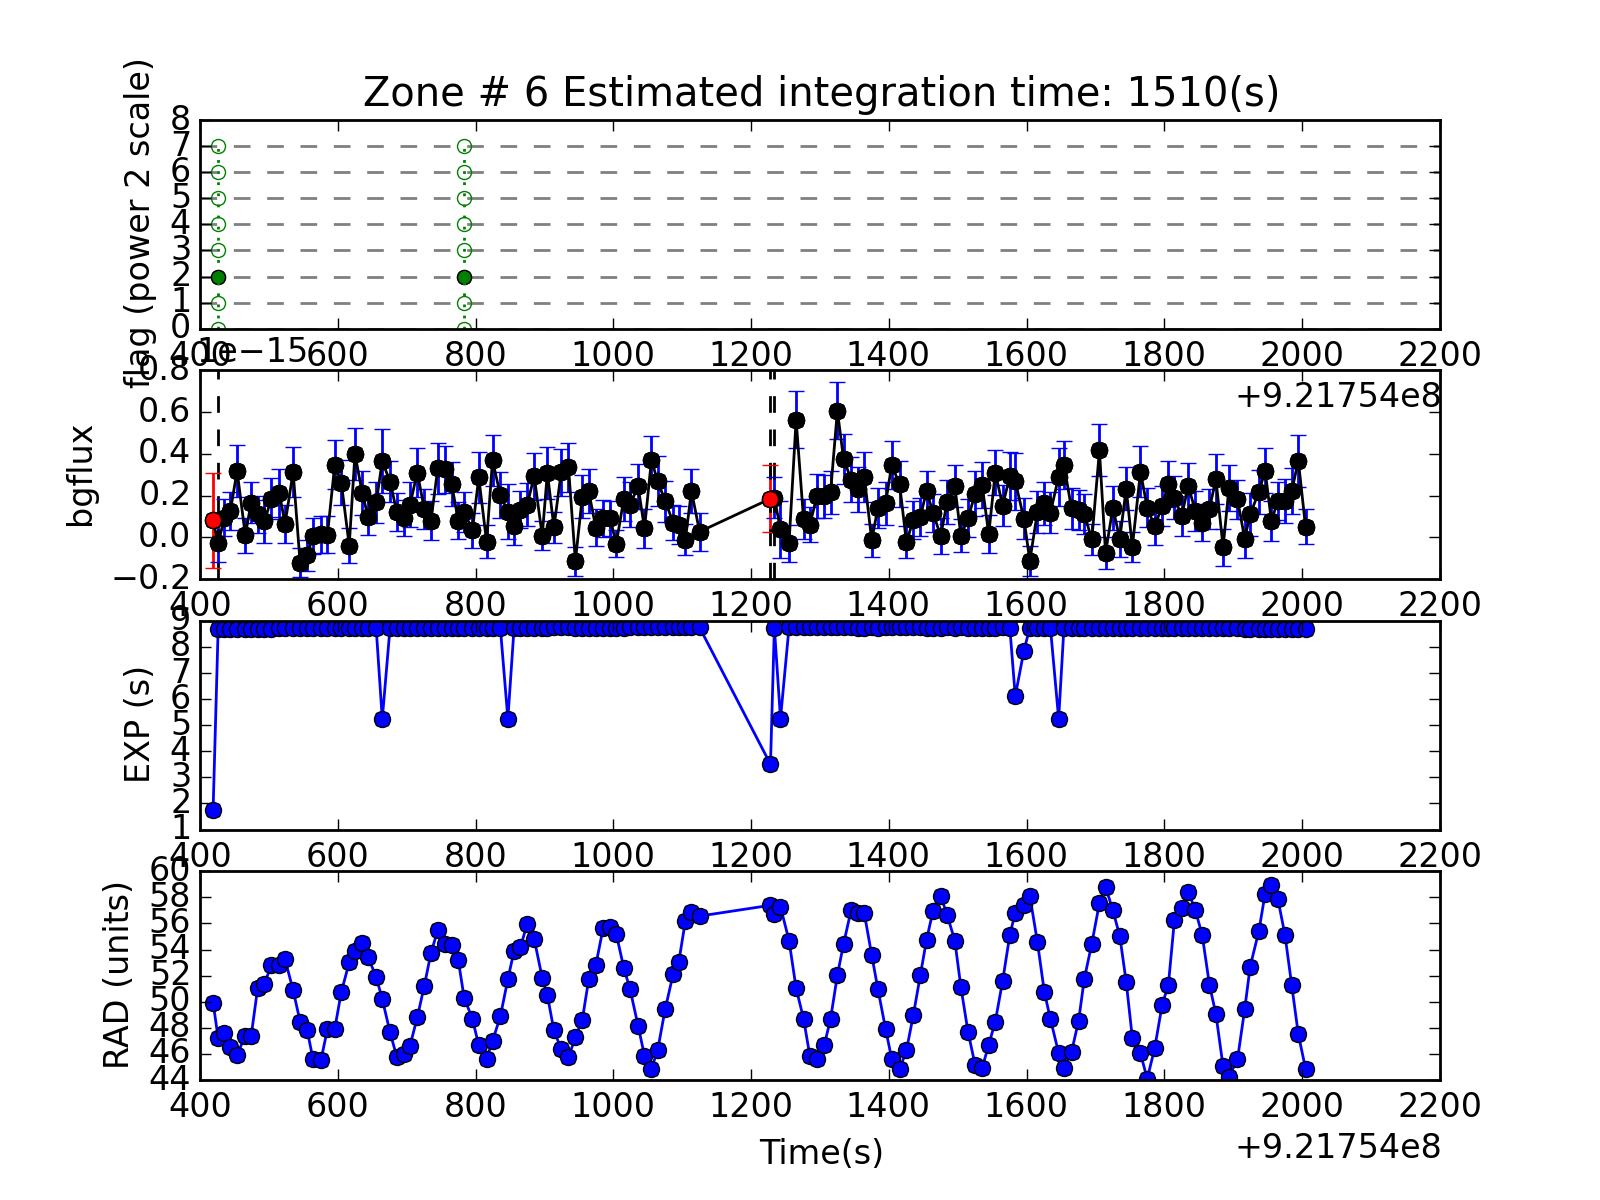 Zone # 6 Estimated integration time: 1510(s)
flag (power 2 scale)
8
7
6
5
4
3
2
1
0
400 600 800 1000 1200 1400 1600 1800 2000 2200
1e−15
+9.21754e8
bgflux
0.8
0.6
0.4
0.2
0.0
−0.2
400 600 800 1000 1200 1400 1600 1800 2000 2200
EXP (s)
9
8
7
6
5
4
3
2
1
400 600 800 1000 1200 1400 1600 1800 2000 2200
RAD (units)
60
58
56
54
52
50
48
46
44
400 600 800 1000 1200 1400 1600 1800 2000 2200
Time(s)
+9.21754e8